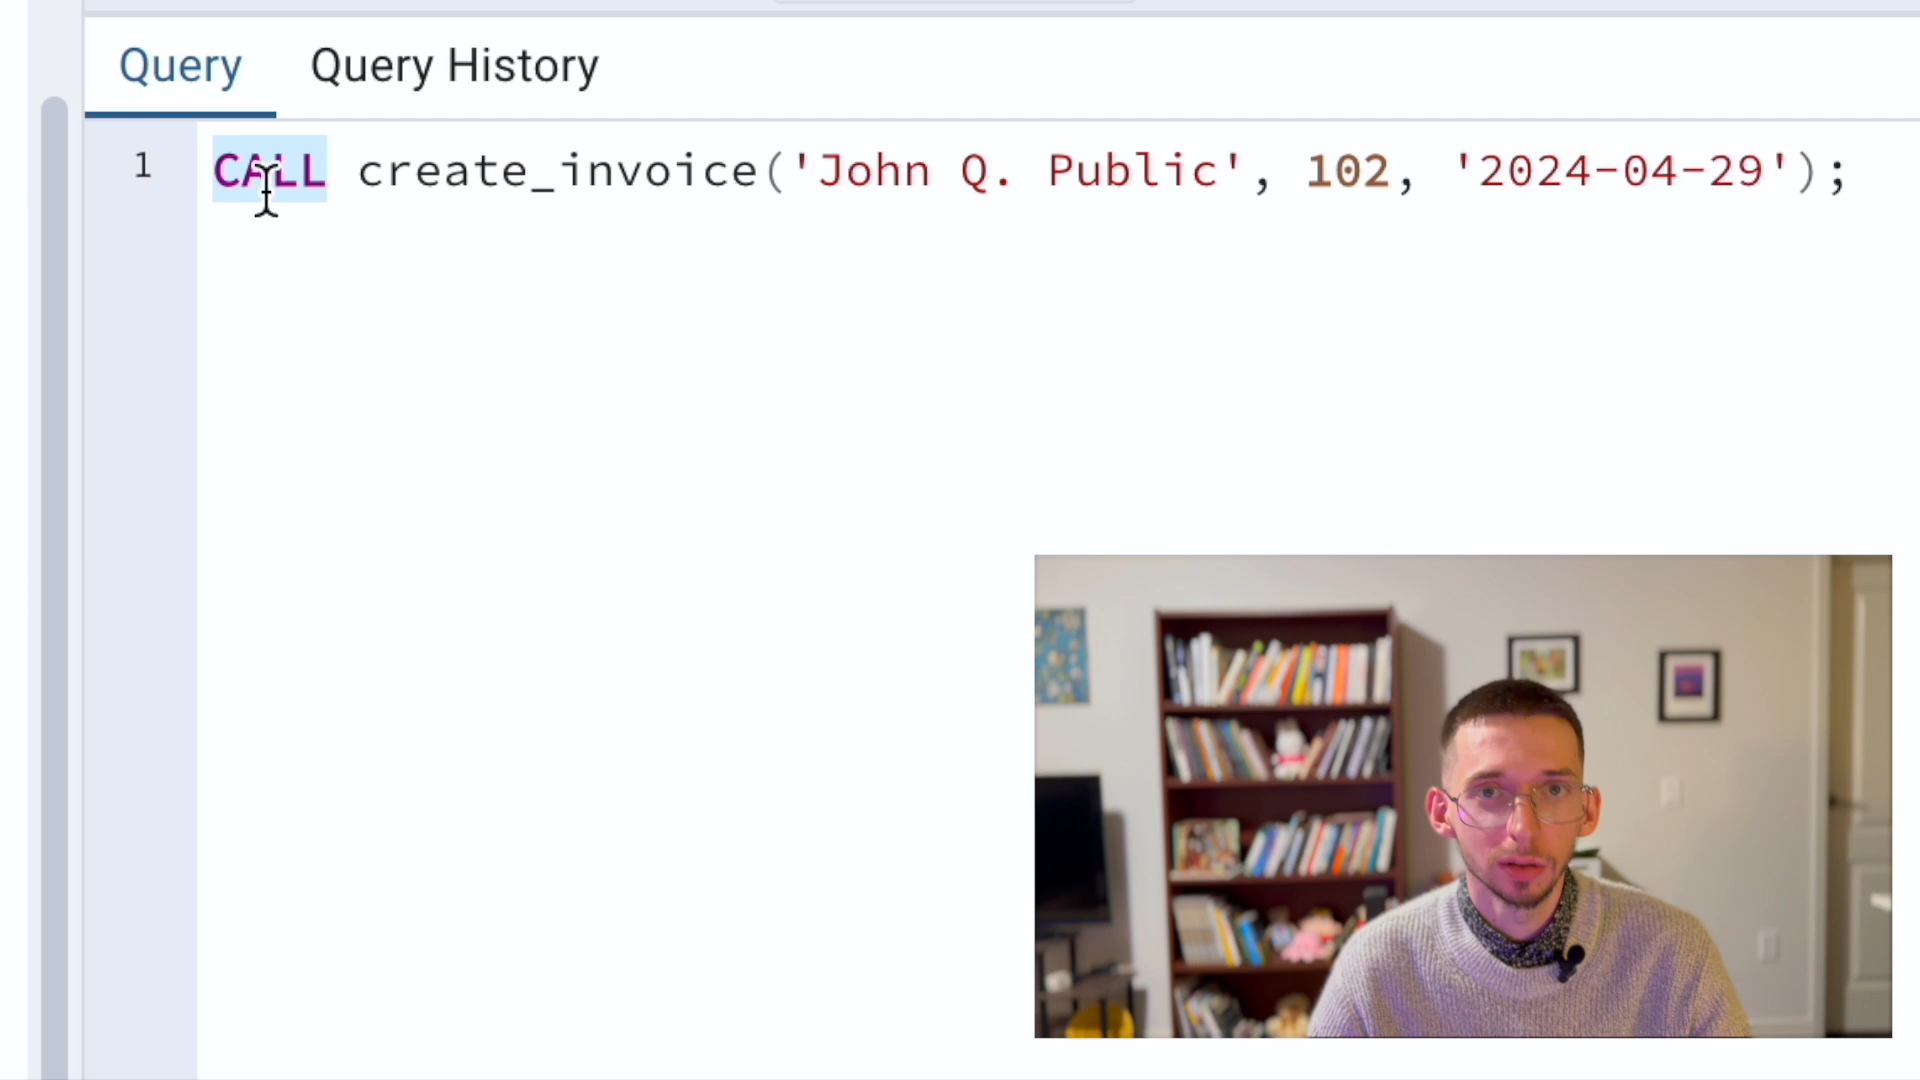 Query Query History
1 CALL create_invoice('John Q. Public', 102, '2024-04-29');